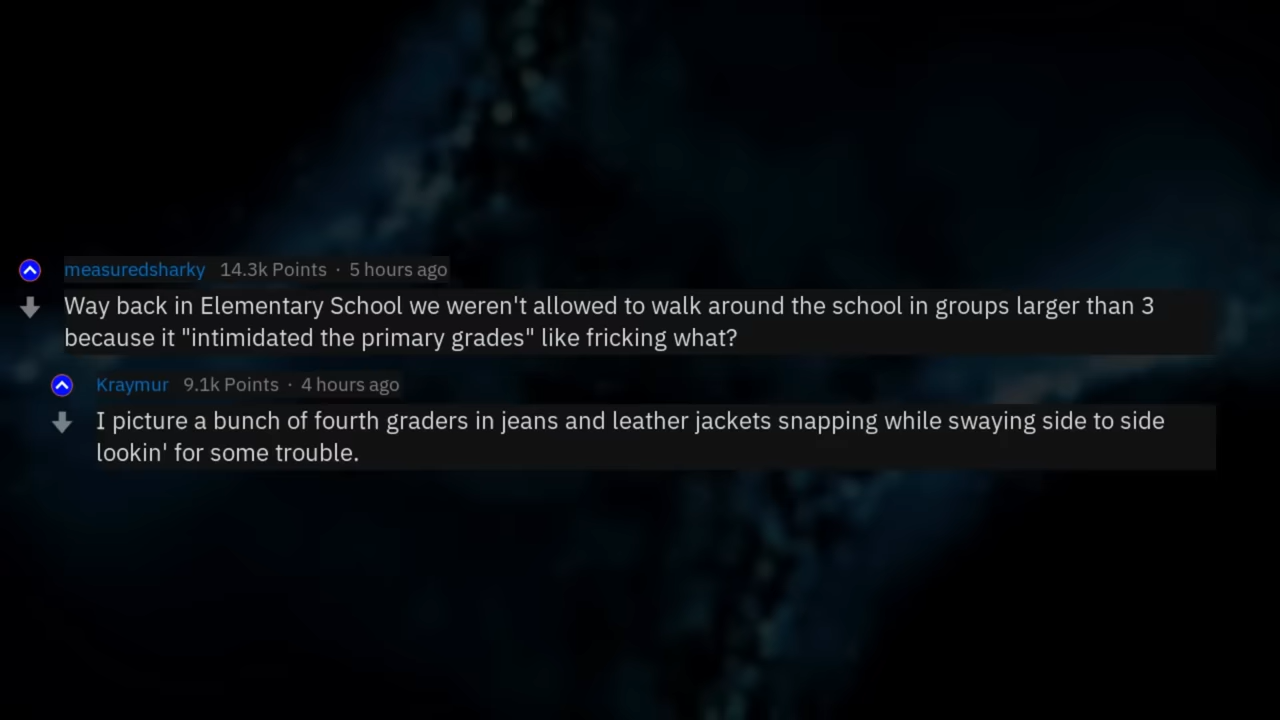 measuredsharky 14.3k Points · 5 hours ago
Way back in Elementary School we weren't allowed to walk around the school in groups larger than 3
because it "intimidated the primary grades" like fricking what?
Kraymur 9.1k Points · 4 hours ago
I picture a bunch of fourth graders in jeans and leather jackets snapping while swaying side to side
lookin' for some trouble.